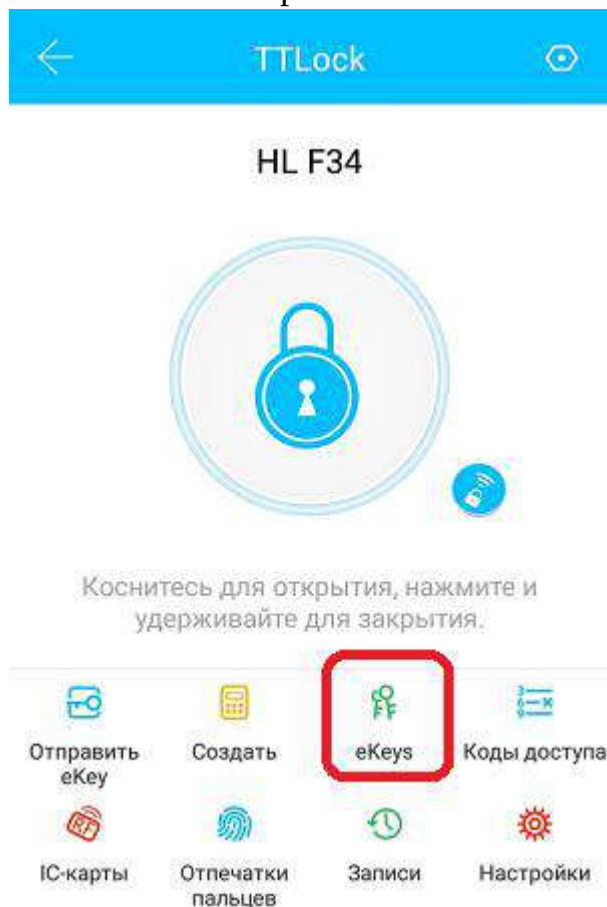 TTLock
HL F34
Коснитесь для открытия, нажмите и
удерживайте для закрытия.
Отправить
eKey
Создать
eKeys
Коды доступа
IC-карты
Отпечатки
пальцев
Записи
Настройки